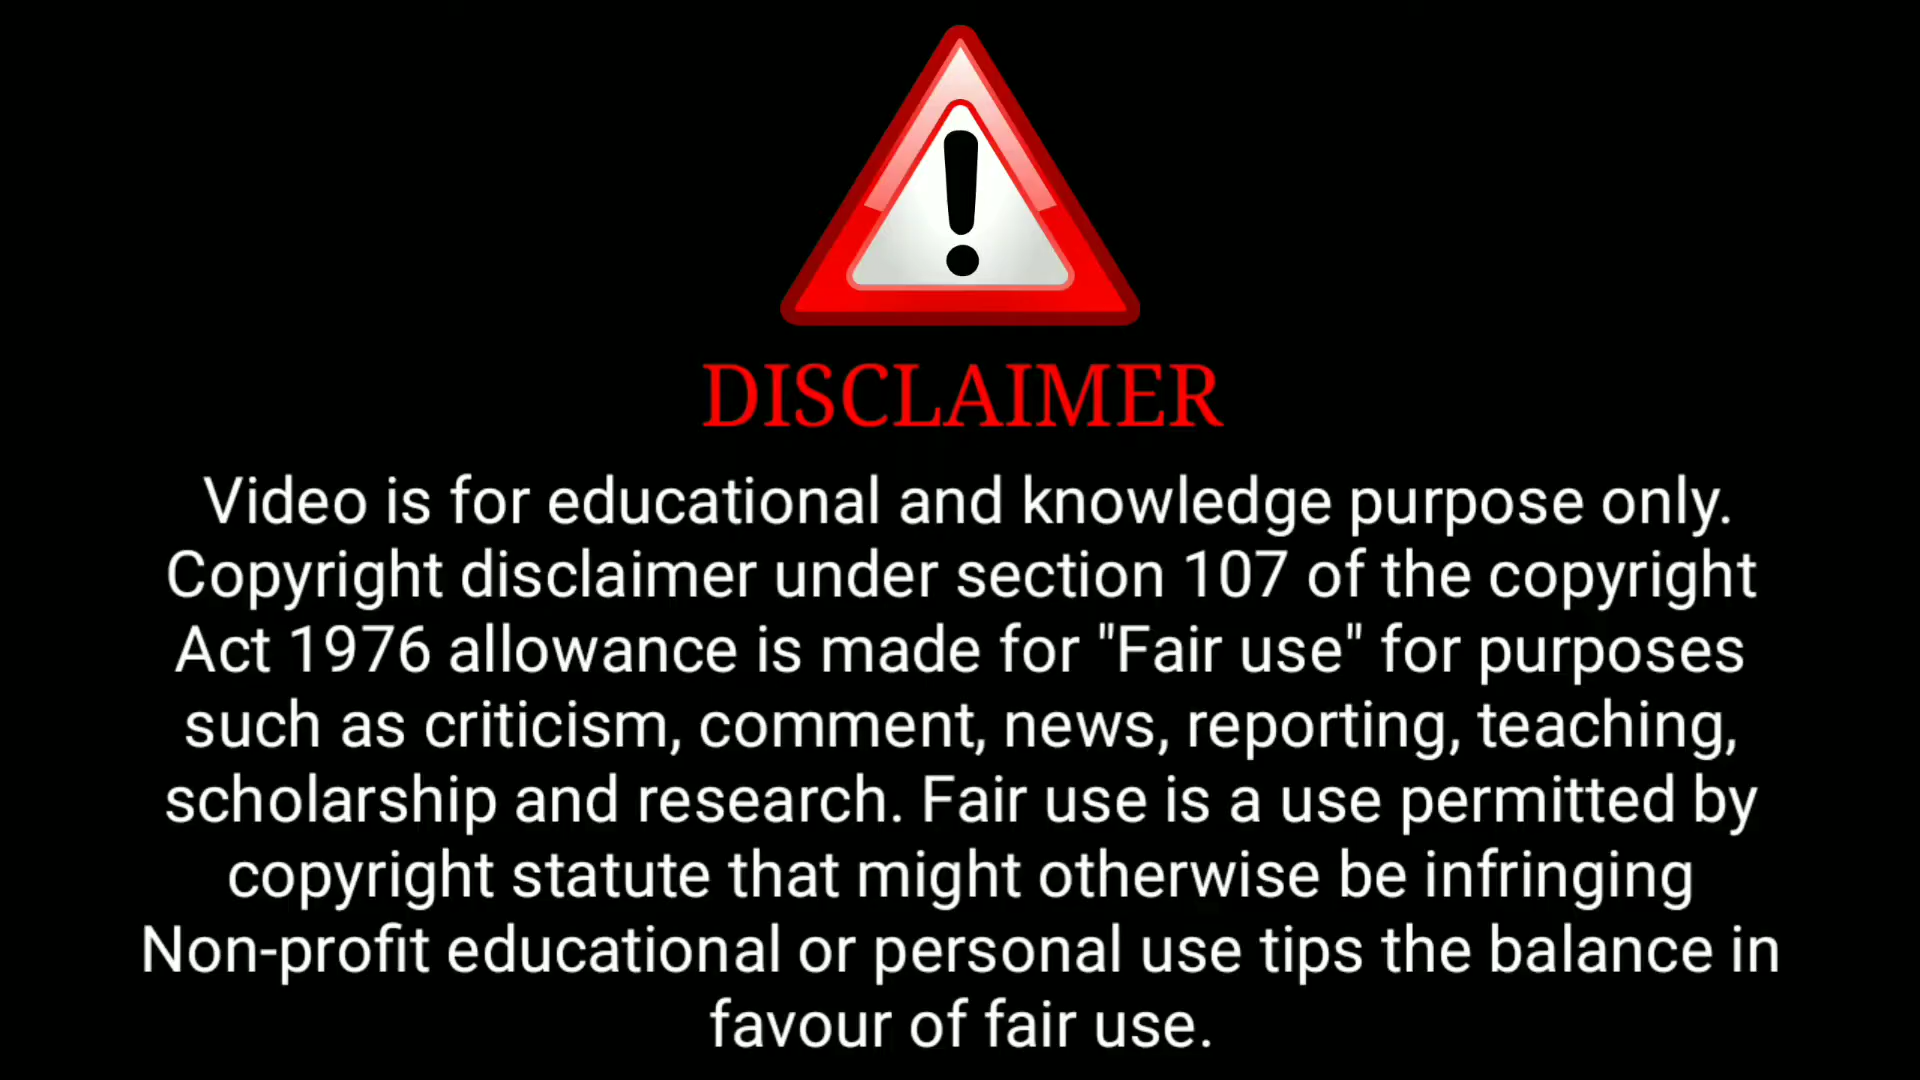 DISCLAIMER
Video is for educational and knowledge purpose only.
Copyright disclaimer under section 107 of the copyright
Act 1976 allowance is made for "Fair use" for purposes
such as criticism, comment, news, reporting, teaching,
scholarship and research. Fair use is a use permitted by
copyright statute that might otherwise be infringing
Non-profit educational or personal use tips the balance in
favour of fair use.